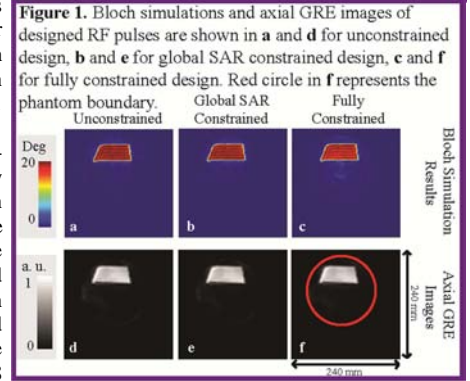 Figure 1. Bloch simulations and axial GRE images of
designed RF pulses are shown in a and d for unconstrained
design, b and e for global SAR constrained design, c and f
for fully constrained design. Red circle in f represents the
phantom boundary.
Unconstrained
Global SAR
Constrained
Fully
Constrained
Deg
20
0
a
b
c
Bloch Simulation
Results
a. u.
1
0
d
e
f
Axial GRE
Images
240 mm
240 mm